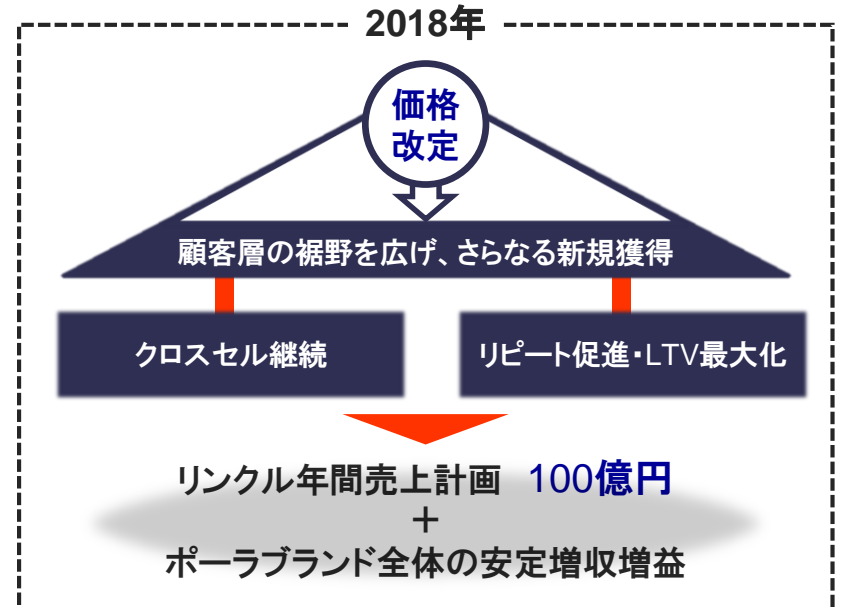 2018年
価格
改定
顧客層の裾野を広げ、さらなる新規獲得
クロスセル継続
リピート促進・LTV最大化
リンクル年間売上計画 100億円
＋
ポーラブランド全体の安定増収増益